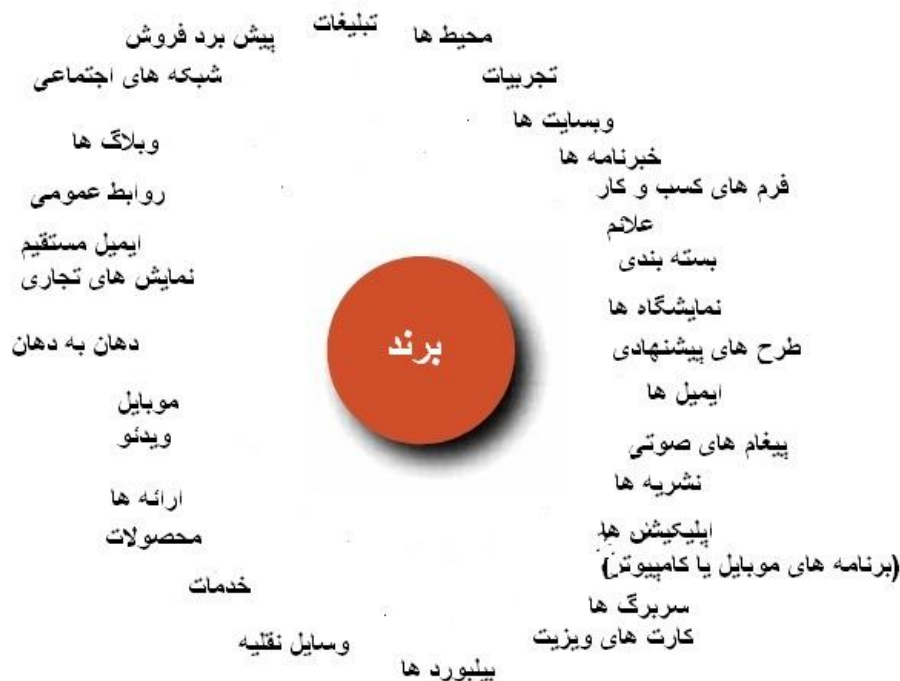 تبلیغات
محیط ها
تجربیات
وبسایت ها
خبرنامه ها
فرم های کسب و کار
علائم
بسته بندی
نمایشگاه ها
طرح های پیشنهادی
ایمیل ها
پیغام های صوتی
نشریه ها
اپلیکیشن ها
(برنامه های موبایل یا کامپیوتر)
سربرگ ها
کارت های ویزیت
بیلبورد ها
وسایل نقلیه
خدمات
محصولات
ارائه ها
ویدئو
موبایل
دهان به دهان
نمایش های تجاری
ایمیل مستقیم
روابط عمومی
وبلاگ ها
شبکه های اجتماعی
پیش برد فروش
برند